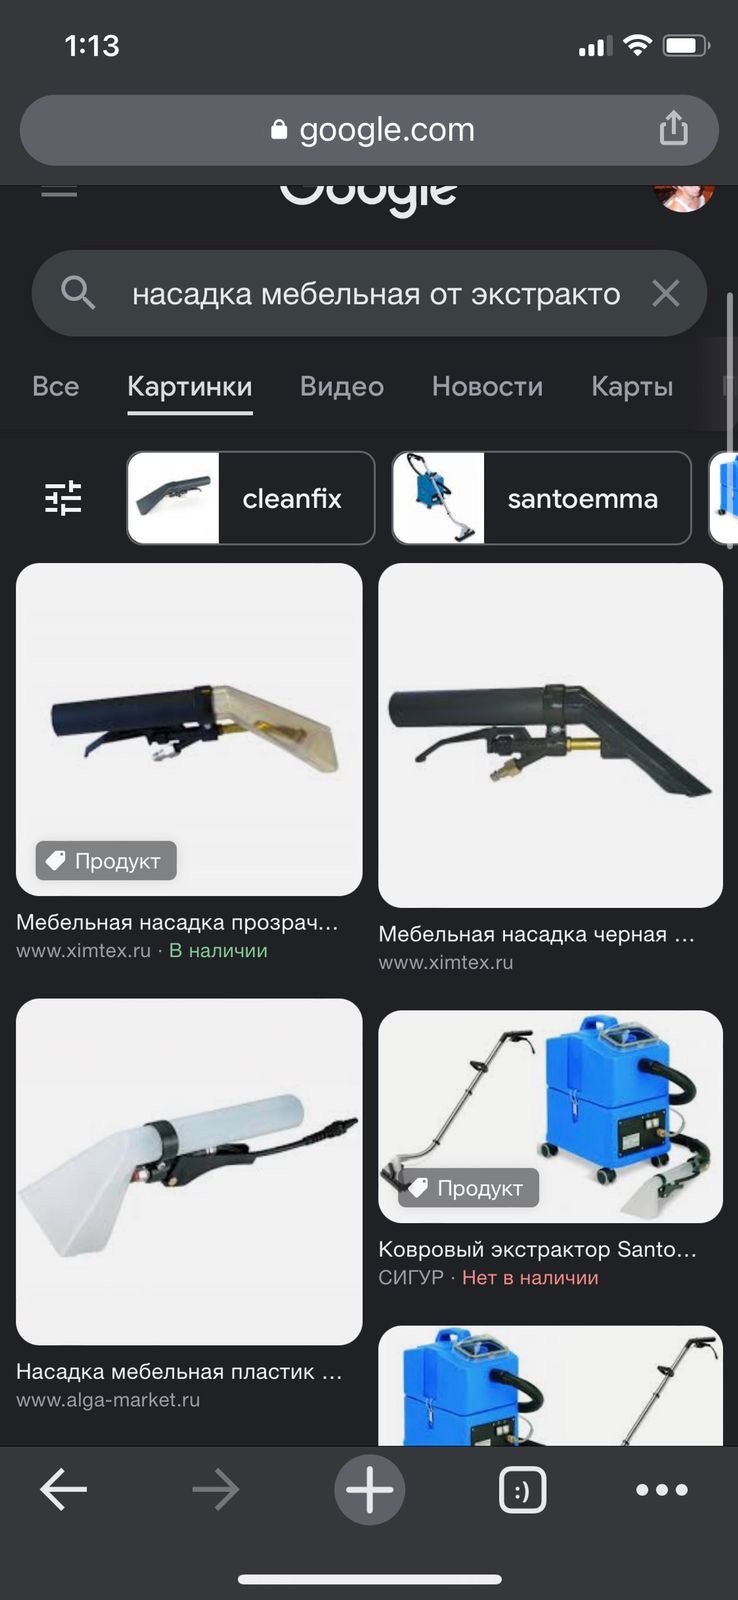 1:13
google.com
Google
насадка мебельная от экстракто
Все Картинки Видео Новости Карты
cleanfix santoemma
Продукт
Мебельная насадка прозрач...
www.ximtex.ru · В наличии
Мебельная насадка черная ...
www.ximtex.ru
Продукт
Ковровый экстрактор Santo...
СИГУР · Нет в наличии
Насадка мебельная пластик ...
www.alga-market.ru
:)